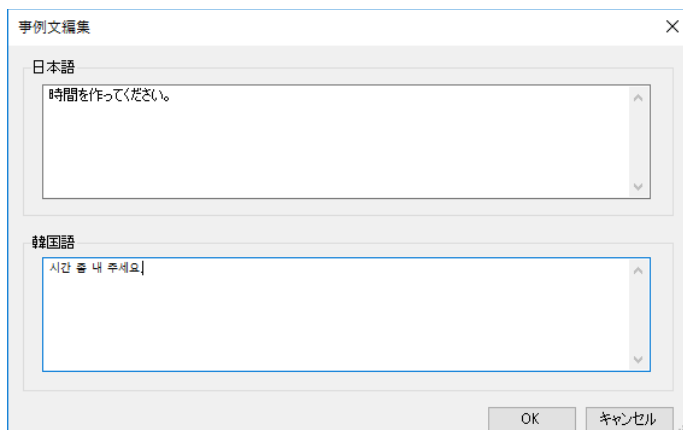 事例文編集
日本語
時間を作ってください。
韓国語
시간 좀 내 주세요.
OK
キャンセル